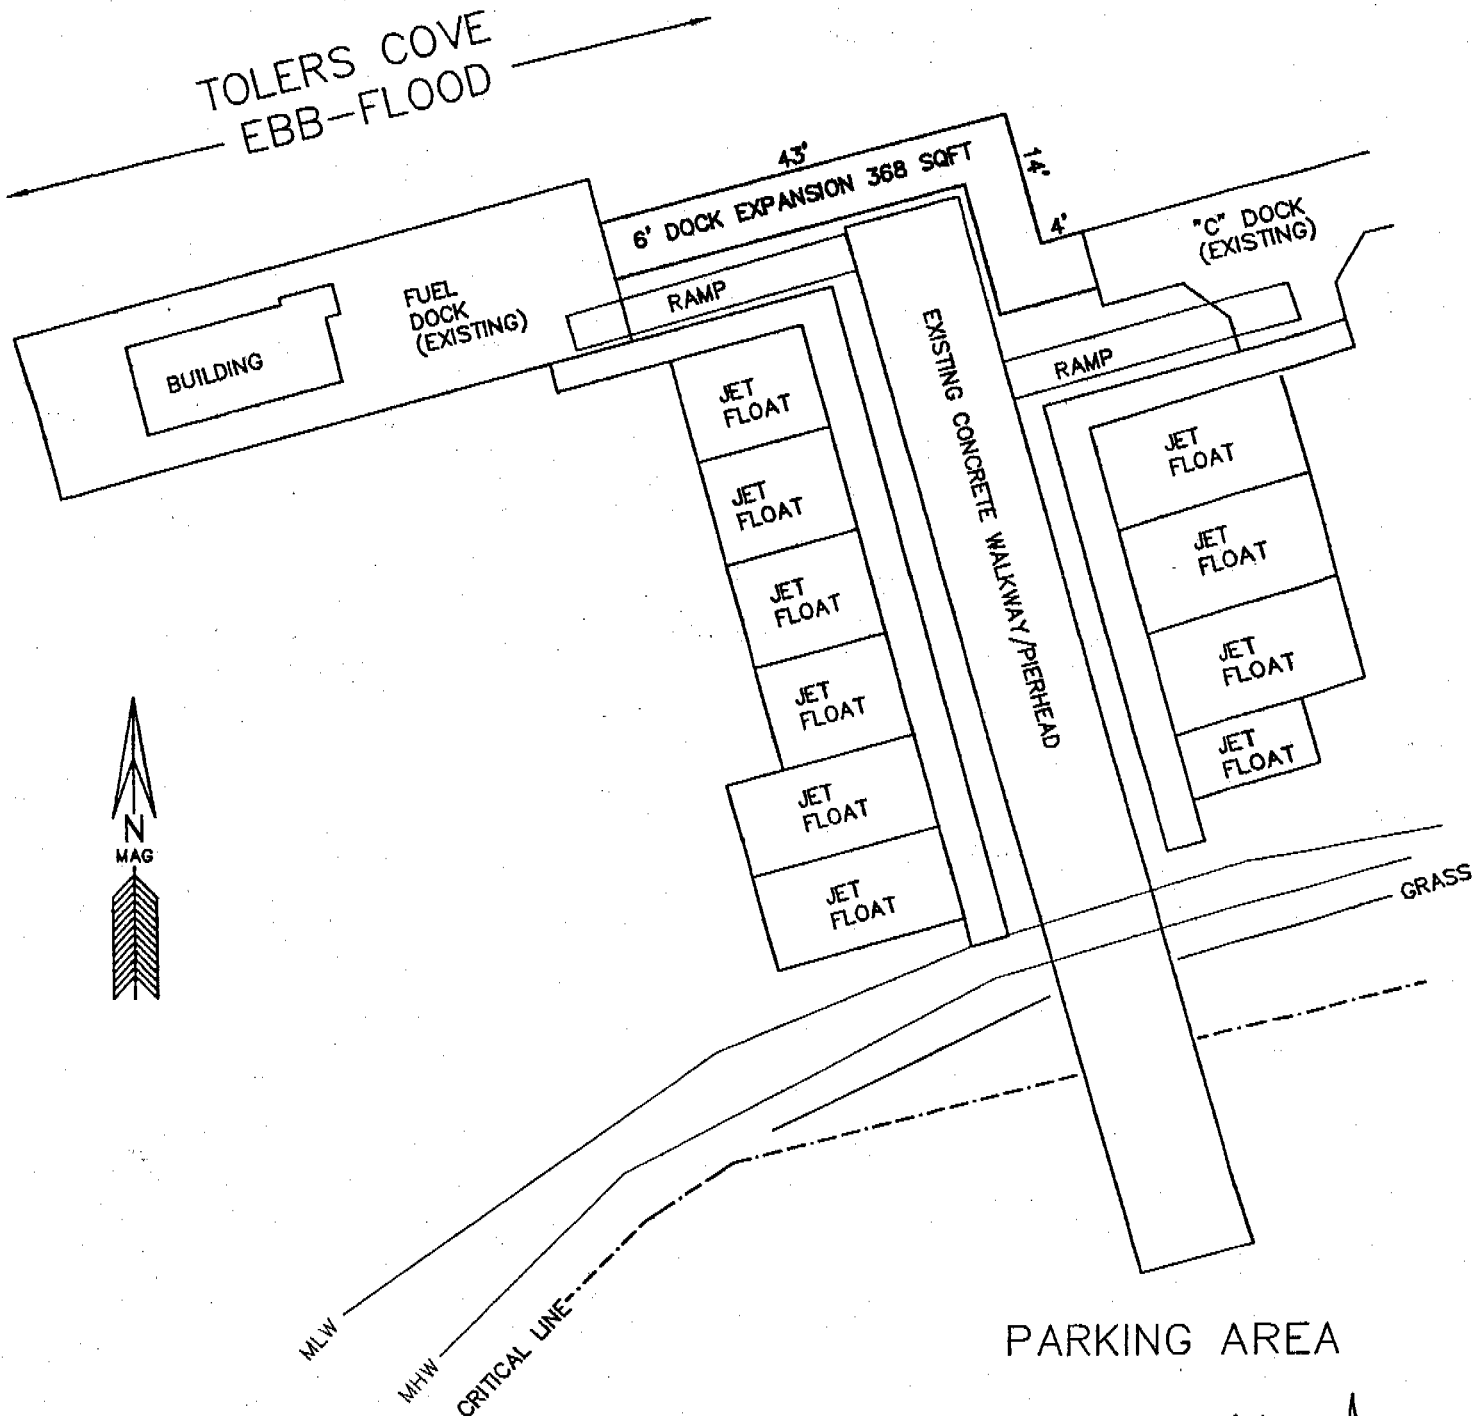 TOLERS COVE
EBB-FLOOD
43'
14'
6' DOCK EXPANSION 368 SQFT
4'
"C" DOCK
(EXISTING)
FUEL
DOCK
(EXISTING)
RAMP
BUILDING
RAMP
EXISTING CONCRETE WALKWAY/PIERHEAD
JET
FLOAT
JET
FLOAT
JET
FLOAT
JET
FLOAT
JET
FLOAT
JET
FLOAT
JET
FLOAT
JET
FLOAT
JET
FLOAT
JET
FLOAT
N
MAG
GRASS
MLW
MHW
CRITICAL LINE
PARKING AREA